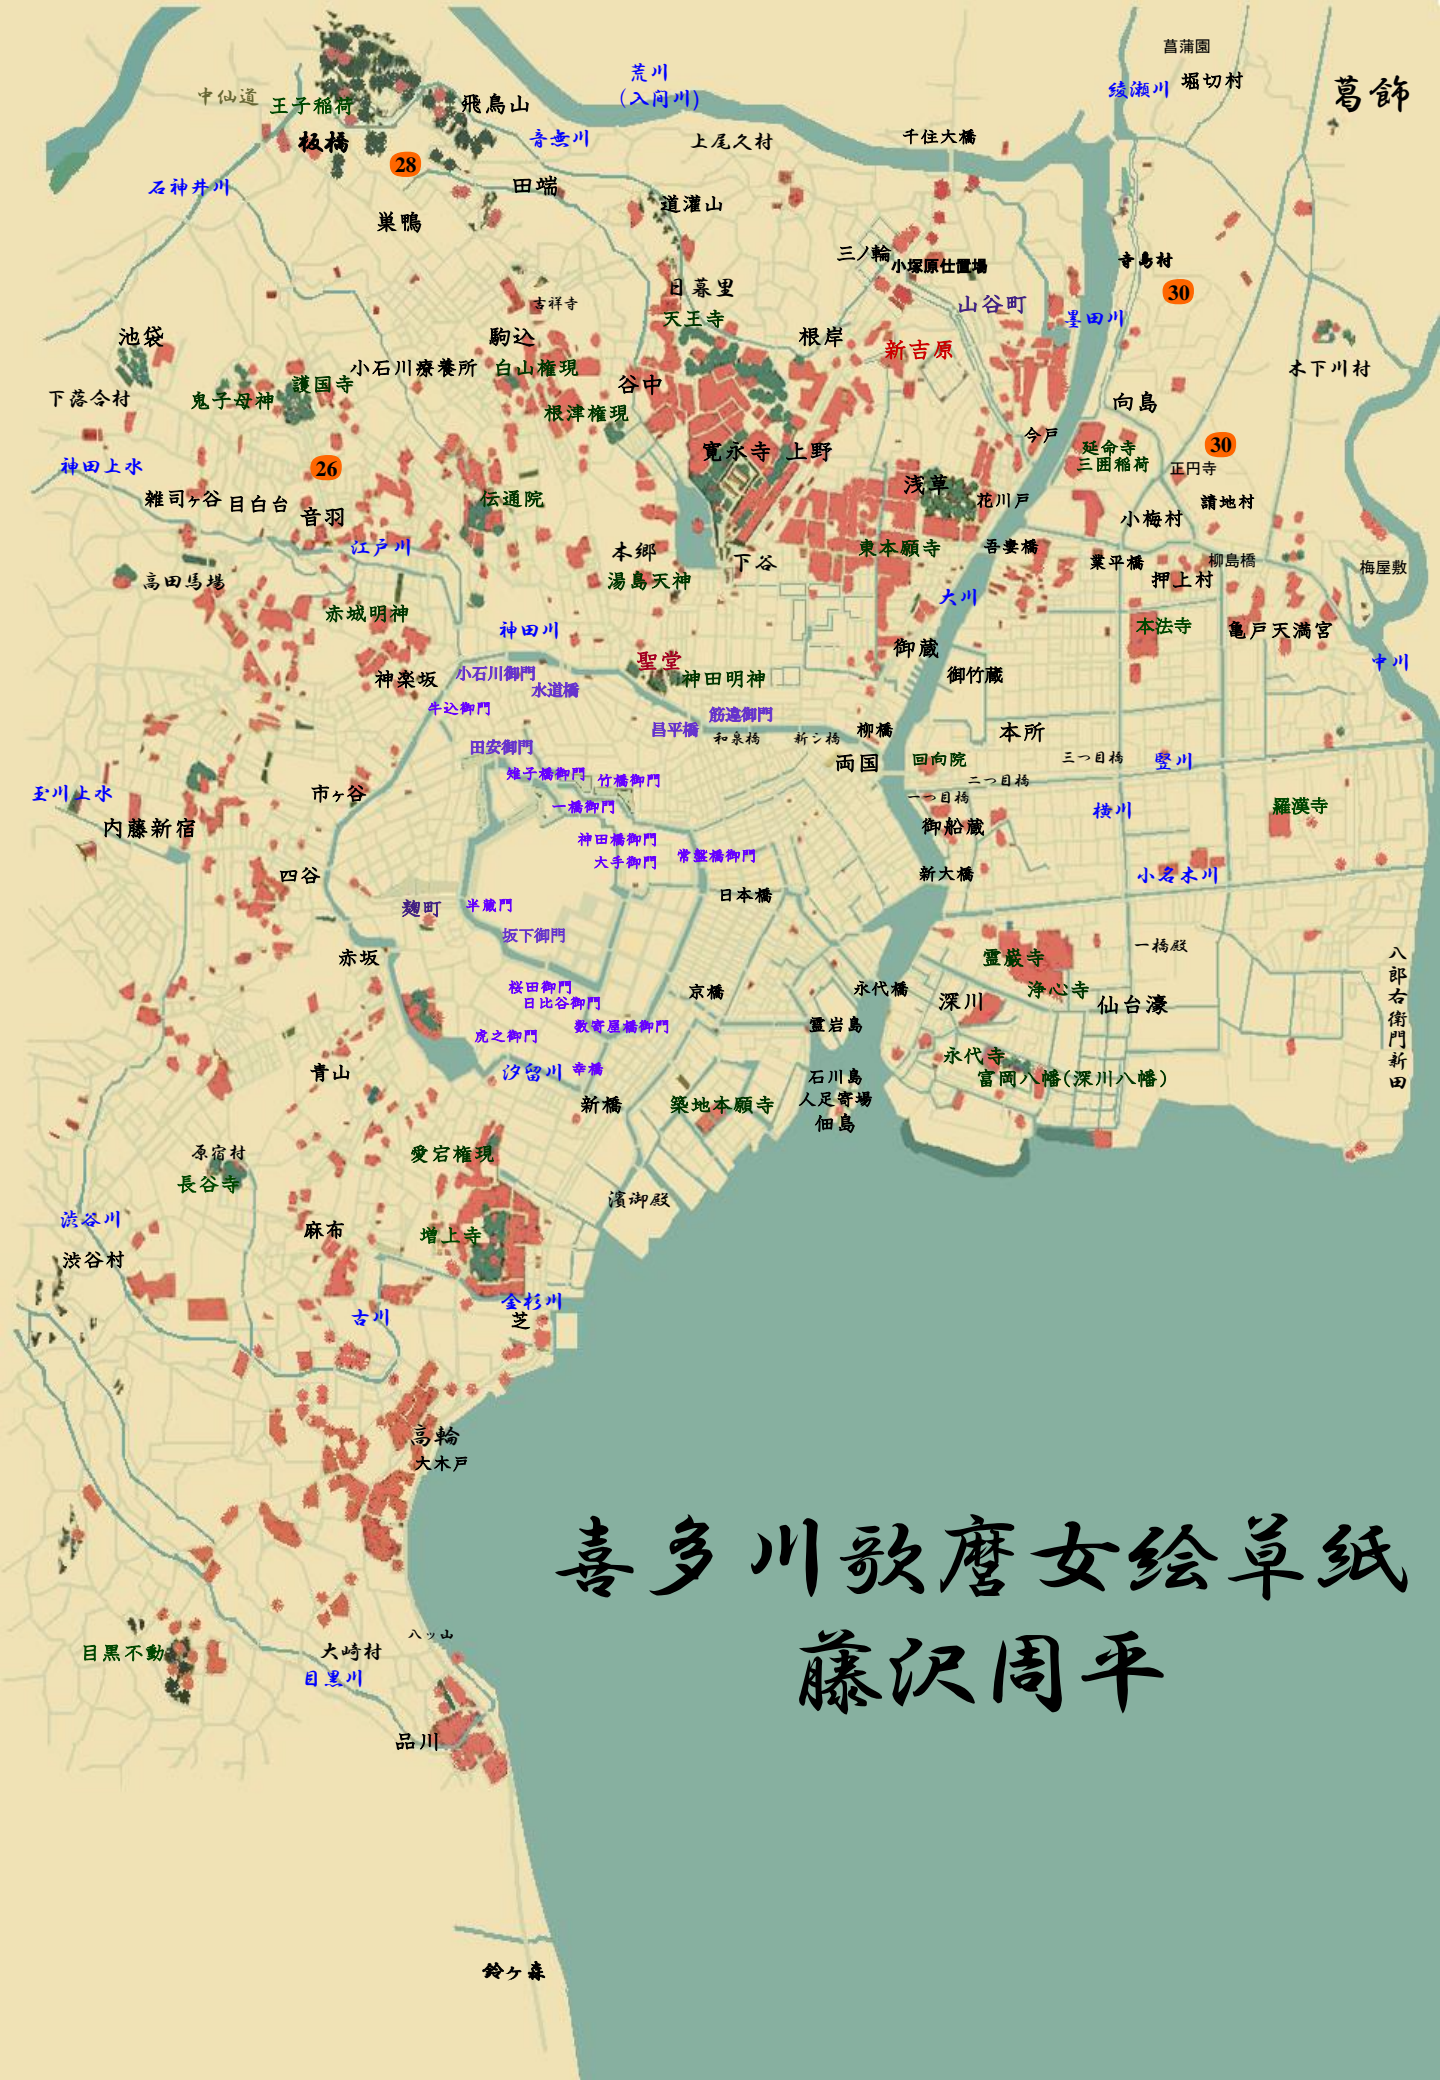 菖蒲園
堀切村
葛飾
綾瀬川
荒川
(入间川)
中仙道
王子稲荷
飛鳥山
板橋
音無川
上尾久村
千住大橋
28
石神井川
田端
道灌山
巣鴨
三ノ輪
小塚原仕置場
寺島村
日暮里
30
吉祥寺
山谷町
天王寺
墨田川
池袋
駒込
根岸
新吉原
小石川療養所
白山権現
木下川村
護国寺
谷中
下落合村
鬼子母神
根津権現
向島
今戸
延命寺
30
寛永寺
上野
三囲稲荷
正円寺
神田上水
26
浅草
雑司ヶ谷
目白台
伝通院
花川戸
請地村
音羽
小梅村
江戸川
本郷
下谷
東本願寺
吾妻橋
業平橋
柳島橋
梅屋敷
高田馬場
湯島天神
押上村
大川
赤城明神
神田川
本法寺
亀戸天満宮
御蔵
聖堂
中川
神楽坂
小石川御門
水道橋
神田明神
御竹蔵
牛込御門
筋違御門
昌平橋
和泉橋
新シ橋
柳橋
本所
田安御門
両国
回向院
三つ目橋
竪川
雉子橋御門
竹橋御門
二つ目橋
玉川上水
市ヶ谷
一橋御門
一つ目橋
横川
羅漢寺
内藤新宿
神田橋御門
御船蔵
大手御門
常盤橋御門
四谷
新大橋
小名木川
日本橋
麹町
半蔵門
坂下御門
一橋殿
赤坂
霊巌寺
八郎右衛門新田
桜田御門
京橋
永代橋
浄心寺
日比谷御門
深川
仙台濠
数寄屋橋御門
霊岩島
虎之御門
永代寺
青山
汐留川
幸橋
石川島
富岡八幡(深川八幡)
人足寄場
新橋
築地本願寺
佃島
原宿村
愛宕権現
長谷寺
濱御殿
渋谷川
麻布
増上寺
渋谷村
金杉川
古川
芝
高輪
大木戸
喜多川歌麿女絵草紙
藤沢周平
八ッ山
目黒不動
大崎村
目黒川
品川
鈴ヶ森